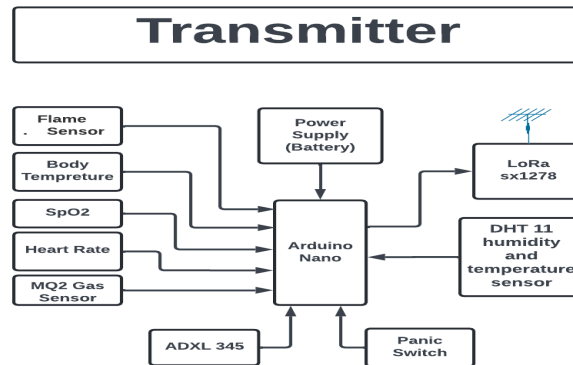 Transmitter
Flame
. Sensor
Body
Tempreture
SpO2
Heart Rate
MQ2 Gas
Sensor
Power
Supply
(Battery)
Arduino
Nano
LoRa
sx1278
DHT 11
humidity
and
temperature
sensor
ADXL 345
Panic
Switch